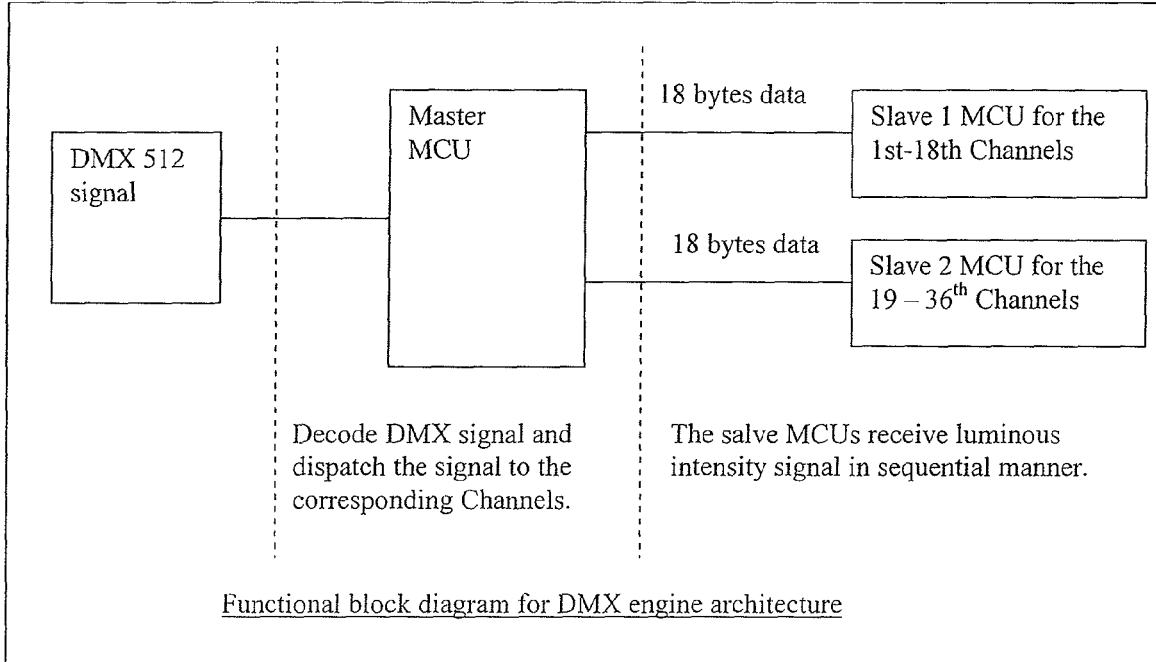 DMX 512
signal
Master
MCU
18 bytes data
Slave 1 MCU for the
1st-18th Channels
18 bytes data
Slave 2 MCU for the
19 – 36th Channels
Decode DMX signal and
dispatch the signal to the
corresponding Channels.
The salve MCUs receive luminous
intensity signal in sequential manner.
Functional block diagram for DMX engine architecture